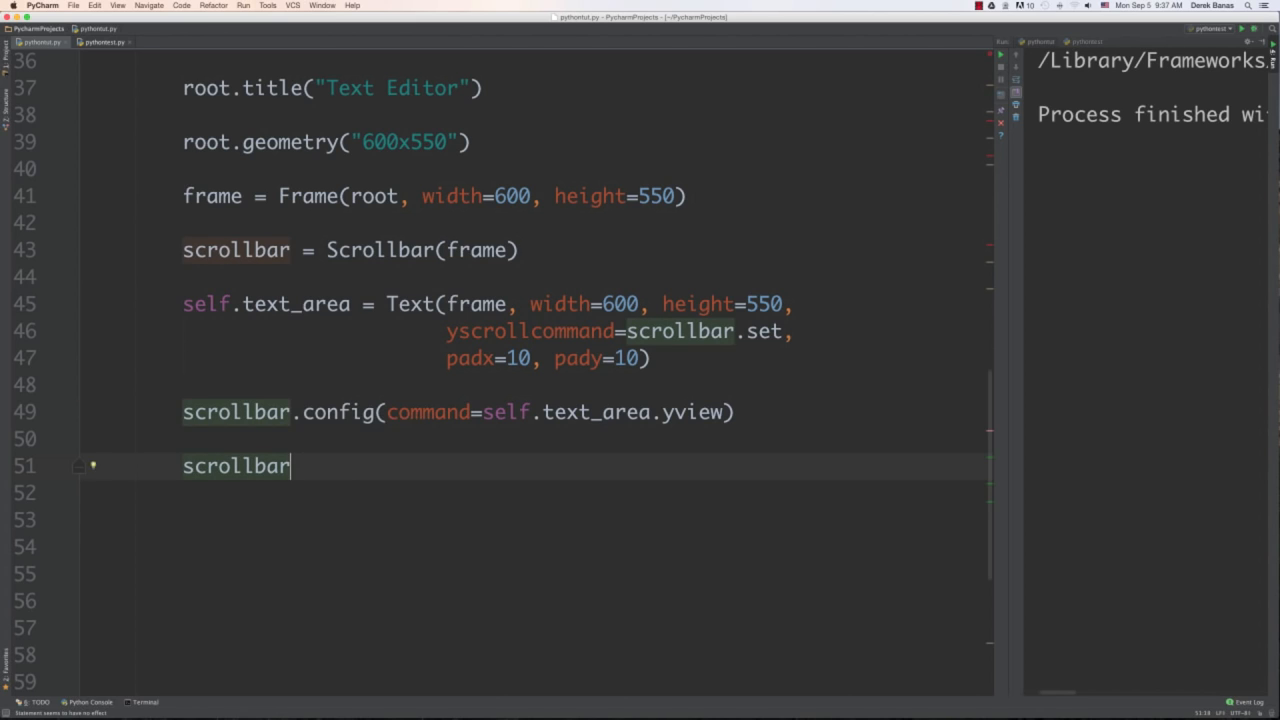 PyCharm File Edit View Navigate Code Refactor Run Tools VCS Window Help
10 Mon Sep 5 9:37 AM Derek Banas
pythontut.py - PycharmProjects - [~/PycharmProjects]
PycharmProjects pythontut.py
pythontest
pythontut.py pythontest.py
Run: pythontut pythontest
36
37 root.title("Text Editor")
38
39 root.geometry("600x550")
40
41 frame = Frame(root, width=600, height=550)
42
43 scrollbar = Scrollbar(frame)
44
45 self.text_area = Text(frame, width=600, height=550,
46 yscrollcommand=scrollbar.set,
47 padx=10, pady=10)
48
49 scrollbar.config(command=self.text_area.yview)
50
51 scrollbar
52
53
54
55
56
57
58
59
/Library/Frameworks
Process finished wi
1: Project
7: Structure
2: Favorites
4: Run
6: TODO Python Console Terminal
Event Log
Statement seems to have no effect
51:18 LF÷ UTF-8÷